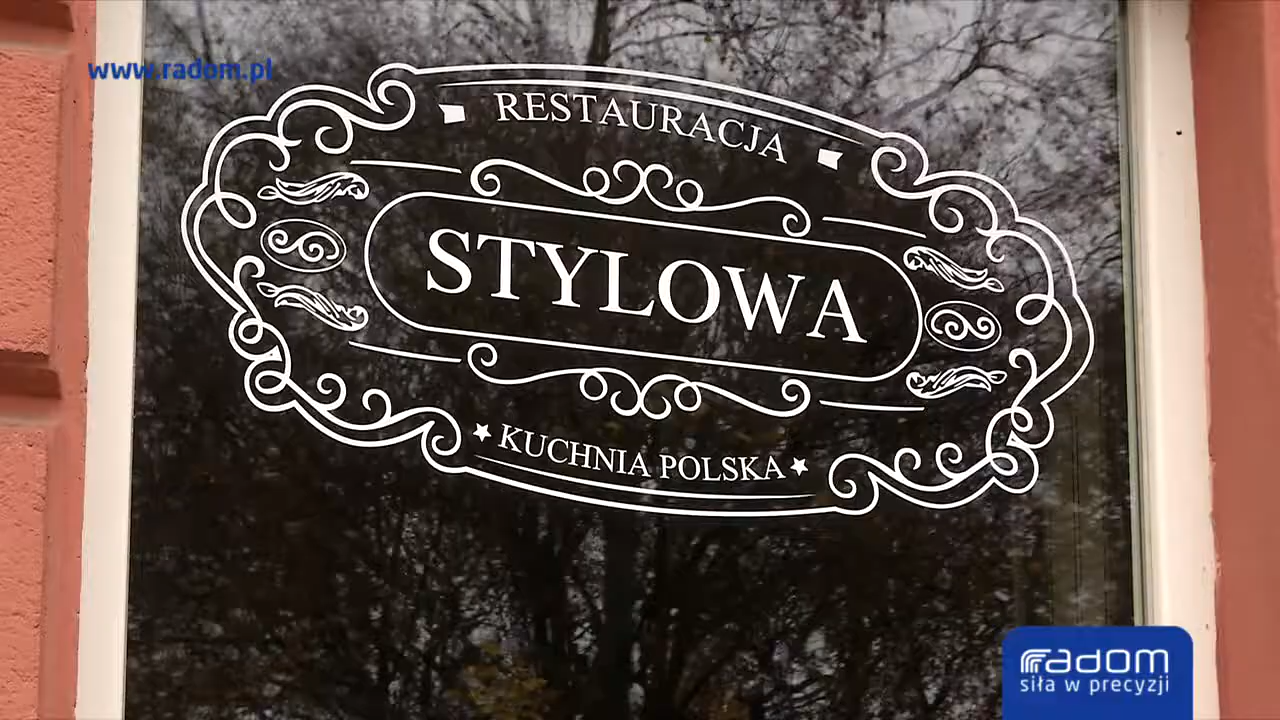 www.radom.pl
RESTAURACJA
STYLOWA
KUCHNIA POLSKA
radom
siła w precyzji